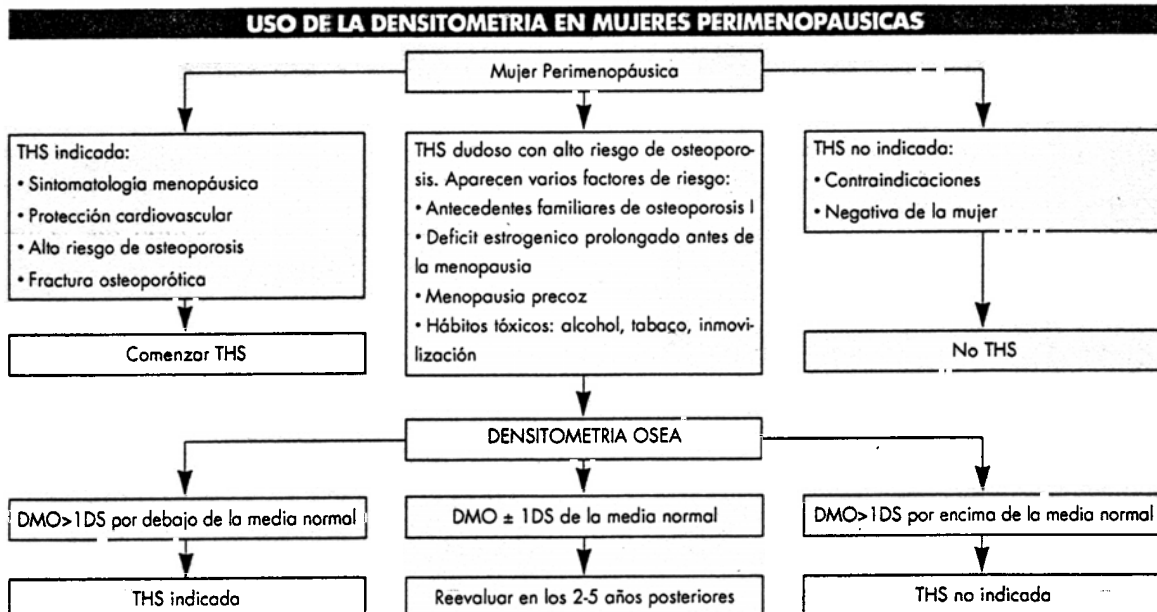 USO DE LA DENSITOMETRIA EN MUJERES PERIMENOPAUSICAS
Mujer Perimenopáusica
THS indicada:
• Sintomatología menopáusica
• Protección cardiovascular
• Alto riesgo de osteoporosis
• Fractura osteoporótica
Comenzar THS
THS dudoso con alto riesgo de osteoporo-
sis. Aparecen varios factores de riesgo:
• Antecedentes familiares de osteoporosis I
• Deficit estrogenico prolongado antes de
la menopausia
• Menopausia precoz
• Hábitos tóxicos: alcohol, tabaco, inmovi-
lización
THS no indicada:
• Contraindicaciones
• Negativa de la mujer
No THS
DENSITOMETRIA OSEA
DMO>1DS por debajo de la media normal
DMO ± 1DS de la media normal
DMO>1DS por encima de la media normal
THS indicada
Reevaluar en los 2-5 años posteriores
THS no indicada